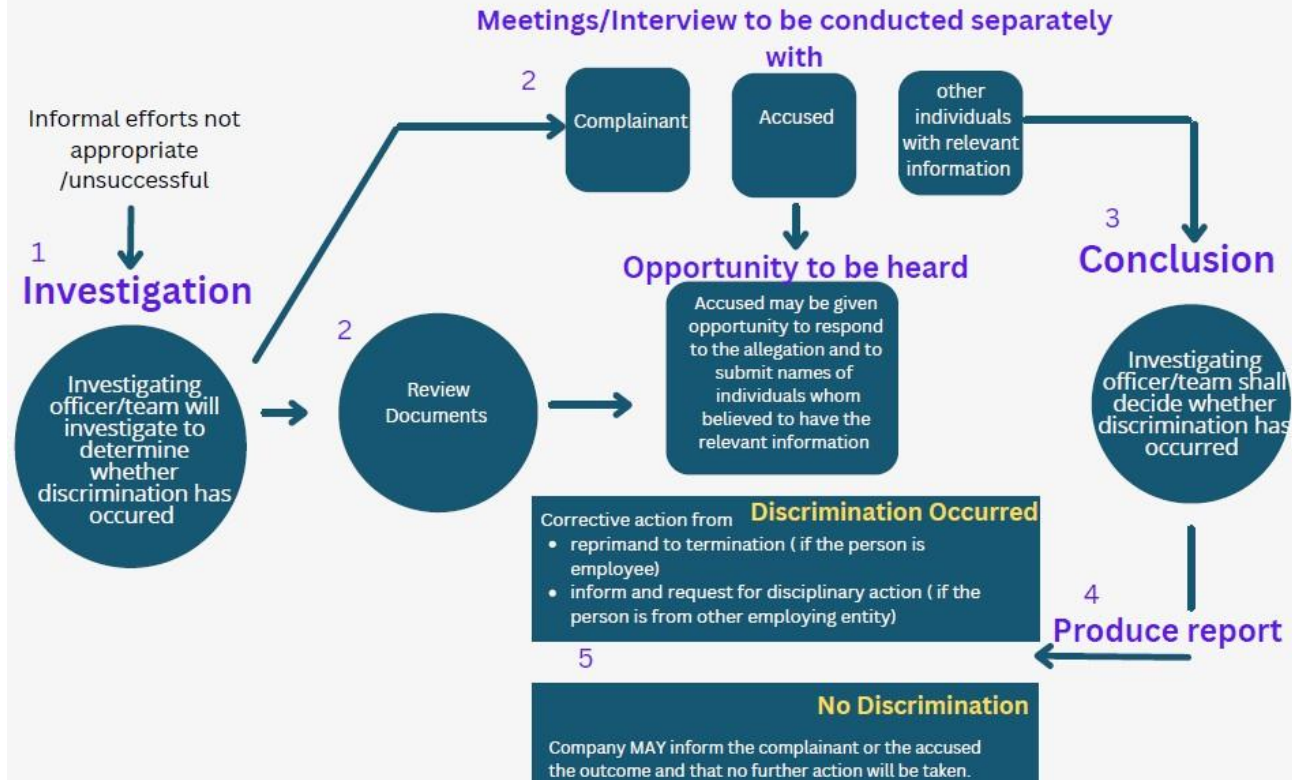 Meetings/Interview to be conducted separately
with
2
Complainant
Accused
other
individuals
with relevant
information
Informal efforts not
appropriate
/unsuccessful
1
Investigation
Investigating
officer/team will
investigate to
determine
whether
discrimination has
occured
2
Review
Documents
Opportunity to be heard
Accused may be given
opportunity to respond
to the allegation and to
submit names of
individuals whom
believed to have the
relevant information
3
Conclusion
Investigating
officer/team shall
decide whether
discrimination has
occurred
4
Produce report
5
Discrimination Occurred
Corrective action from
• reprimand to termination ( if the person is
employee)
• inform and request for disciplinary action ( if the
person is from other employing entity)
No Discrimination
Company MAY inform the complainant or the accused
the outcome and that no further action will be taken.